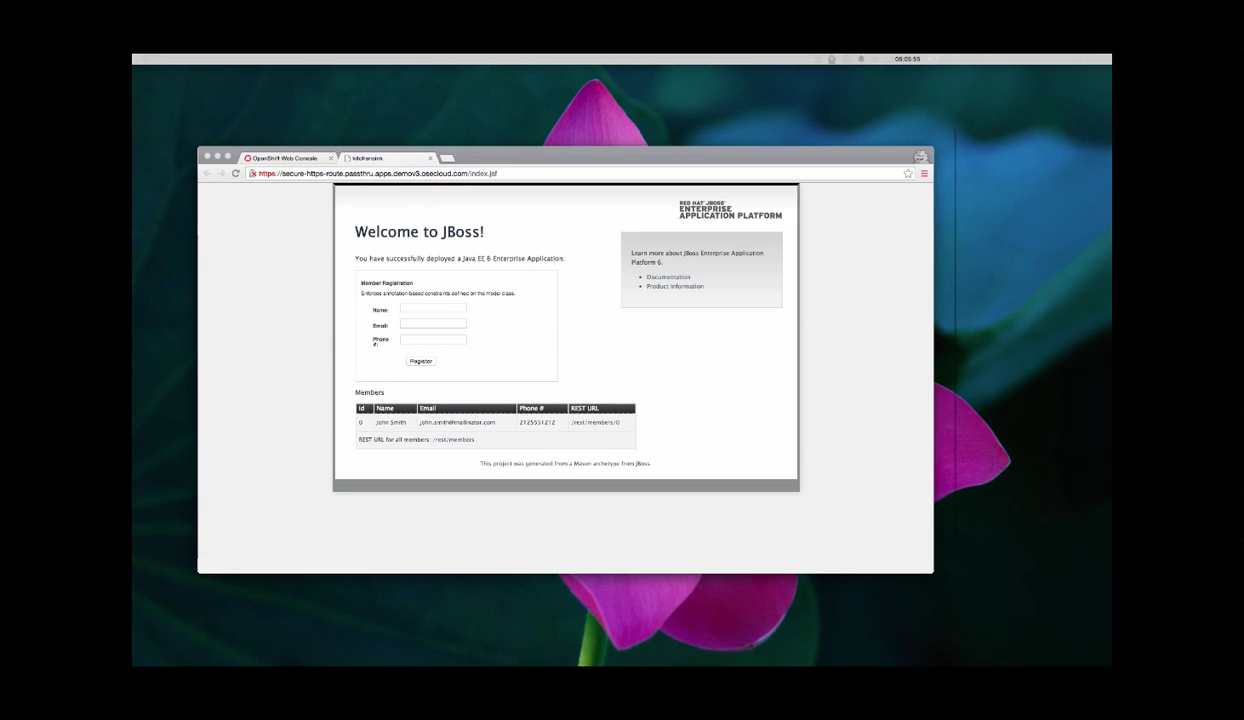 08:05:55
OpenShift Web Console
kitchensink
https://secure-https-route.passthru.apps.demov3.osecloud.com/index.jsf
RED HAT JBOSS
ENTERPRISE
APPLICATION PLATFORM
Welcome to JBoss!
You have successfully deployed a Java EE 6 Enterprise Application.
Learn more about JBoss Enterprise Application
Platform 6.
Documentation
Product Information
Member Registration
Enforces annotation-based constraints defined on the model class.
Name:
Email:
Phone
#:
Register
Members
Id Name Email Phone # REST URL
0 John Smith john.smith@mailinator.com 2125551212 /rest/members/0
REST URL for all members: /rest/members
This project was generated from a Maven archetype from JBoss.